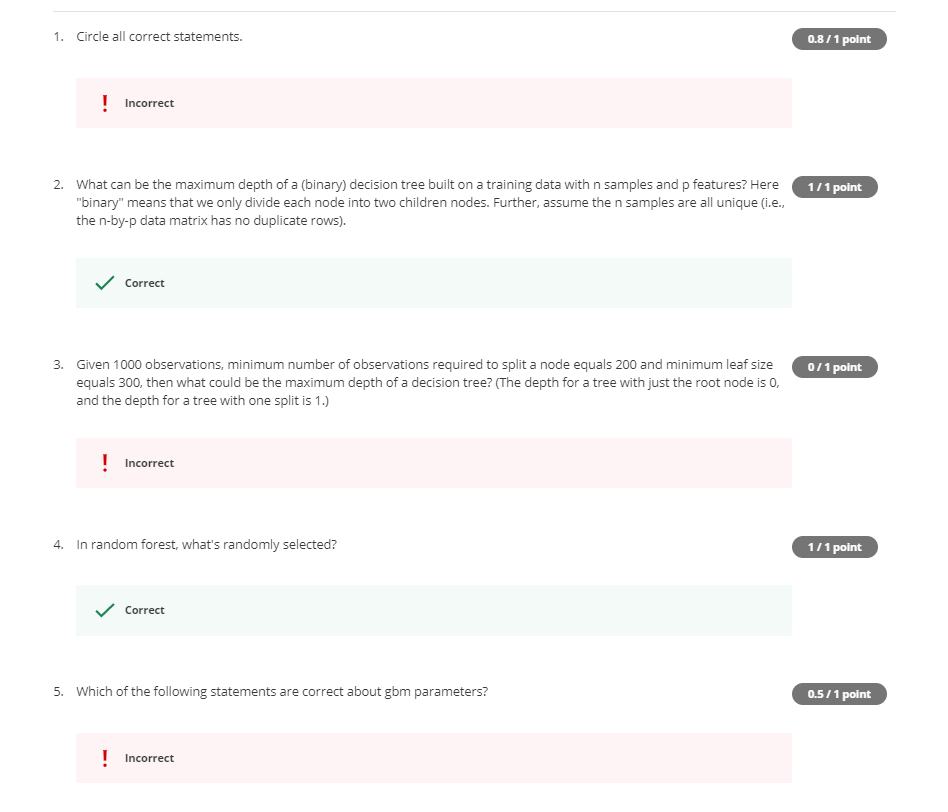 1. Circle all correct statements.
0.8 / 1 point
Incorrect
2. What can be the maximum depth of a (binary) decision tree built on a training data with n samples and p features? Here
1 / 1 point
"binary" means that we only divide each node into two children nodes. Further, assume the n samples are all unique (i.e.,
the n-by-p data matrix has no duplicate rows).
Correct
3. Given 1000 observations, minimum number of observations required to split a node equals 200 and minimum leaf size
0 / 1 point
equals 300, then what could be the maximum depth of a decision tree? (The depth for a tree with just the root node is 0,
and the depth for a tree with one split is 1.)
Incorrect
4. In random forest, what's randomly selected?
1 / 1 point
Correct
5. Which of the following statements are correct about gbm parameters?
0.5 / 1 point
Incorrect